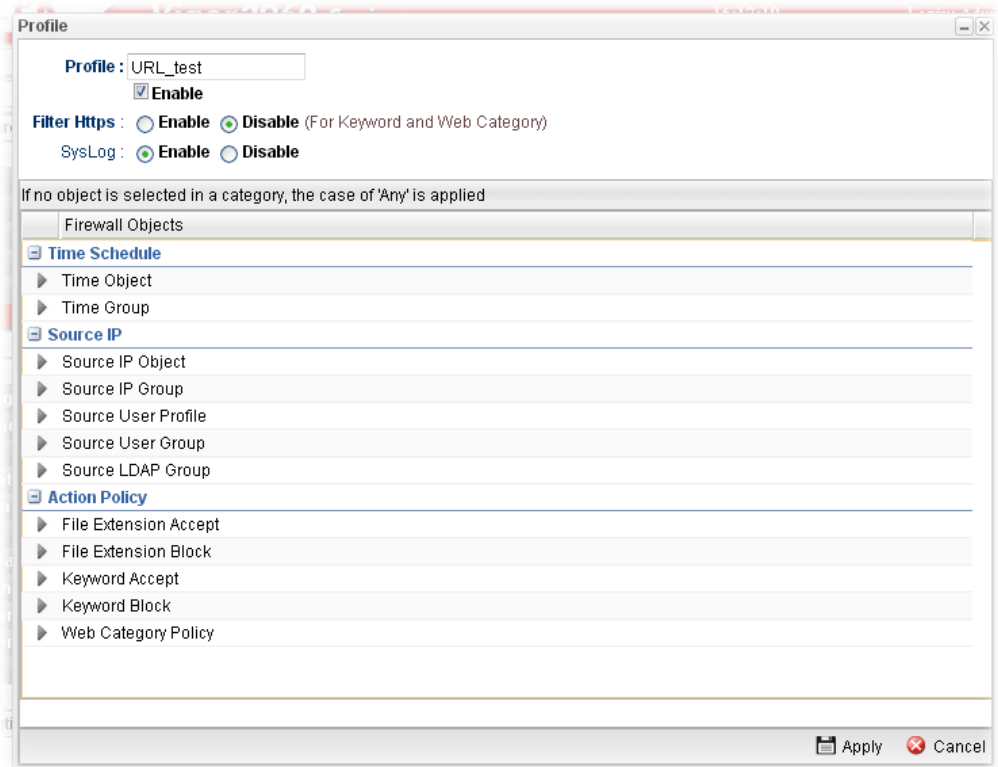 Profile
Profile : URL_test
Enable
Filter Https : Enable Disable (For Keyword and Web Category)
SysLog : Enable Disable
If no object is selected in a category, the case of 'Any' is applied
Firewall Objects
Time Schedule
Time Object
Time Group
Source IP
Source IP Object
Source IP Group
Source User Profile
Source User Group
Source LDAP Group
Action Policy
File Extension Accept
File Extension Block
Keyword Accept
Keyword Block
Web Category Policy
Apply Cancel